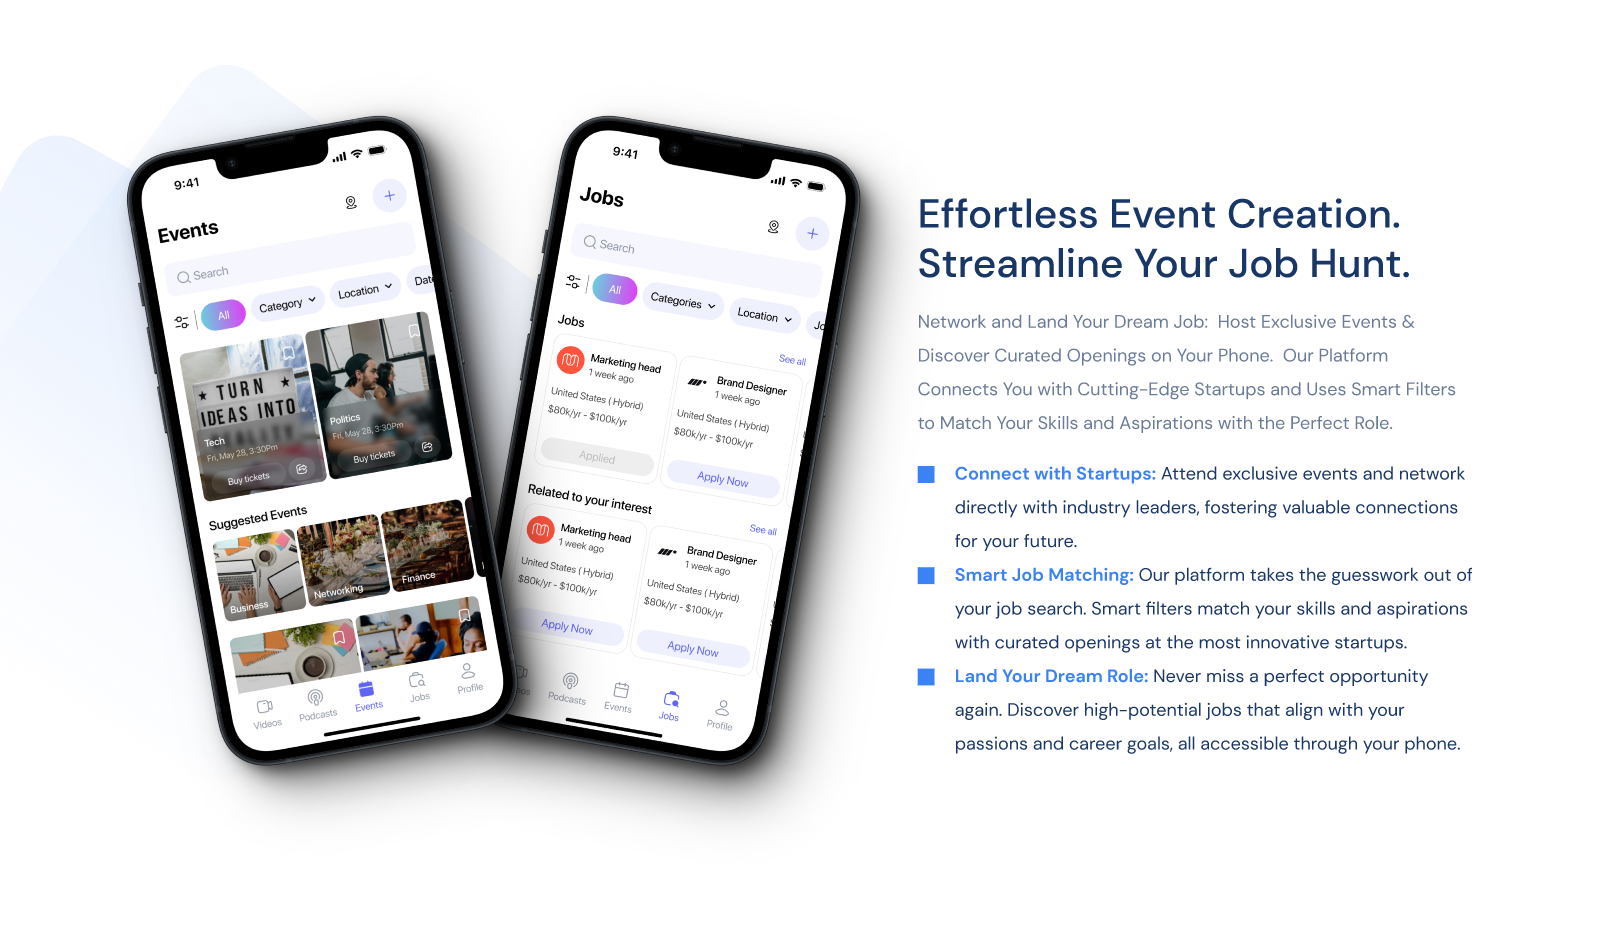 9:41
Events
Search
All
Category
Location
Date
TURN
IDEAS INTO
Tech
Fri, May 28, 3:30Pm
Buy tickets
Politics
Fri, May 28, 3:30Pm
Buy tickets
Suggested Events
Business
Networking
Finance
Videos
Podcasts
Events
Jobs
Profile
9:41
Jobs
Search
All
Categories
Location
Jo
Jobs
See all
Marketing head
1 week ago
United States ( Hybrid)
$80k/yr - $100k/yr
Applied
Brand Designer
1 week ago
United States ( Hybrid)
$80k/yr - $100k/yr
Apply Now
Related to your interest
See all
Marketing head
1 week ago
United States ( Hybrid)
$80k/yr - $100k/yr
Apply Now
Brand Designer
1 week ago
United States ( Hybrid)
$80k/yr - $100k/yr
Apply Now
Podcasts
Events
Jobs
Profile
Effortless Event Creation.
Streamline Your Job Hunt.
Network and Land Your Dream Job: Host Exclusive Events &
Discover Curated Openings on Your Phone. Our Platform
Connects You with Cutting-Edge Startups and Uses Smart Filters
to Match Your Skills and Aspirations with the Perfect Role.
Connect with Startups: Attend exclusive events and network
directly with industry leaders, fostering valuable connections
for your future.
Smart Job Matching: Our platform takes the guesswork out of
your job search. Smart filters match your skills and aspirations
with curated openings at the most innovative startups.
Land Your Dream Role: Never miss a perfect opportunity
again. Discover high-potential jobs that align with your
passions and career goals, all accessible through your phone.